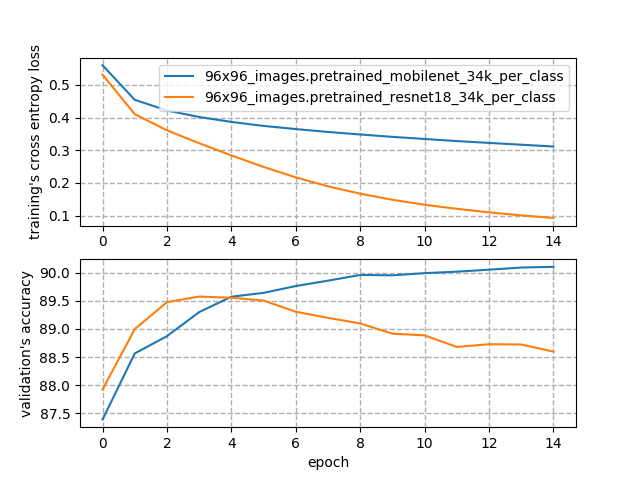 training's cross entropy loss
0.5
0.4
0.3
0.2
0.1
96x96_images.pretrained_mobilenet_34k_per_class
96x96_images.pretrained_resnet18_34k_per_class
0 2 4 6 8 10 12 14
validation's accuracy
90.0
89.5
89.0
88.5
88.0
87.5
0 2 4 6 8 10 12 14
epoch